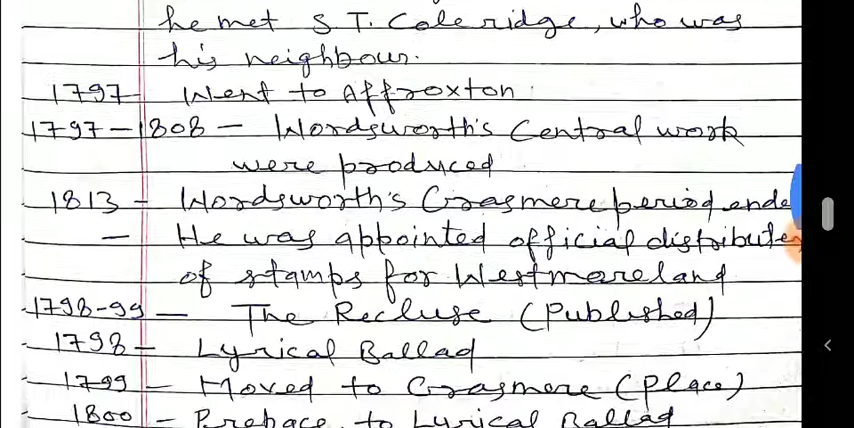 he met S T. Coleridge, who was
his neighbour.
1797 - Went to Affroxton
1797-1808 - Wordsworth's Central work
were produced
1813 - Wordsworth's Grasmere period ende
- He was appointed official distributer
of stamps for Westmoreland
1798-99 - The Recluse (Published)
1798 - Lyrical Ballad
1799 - Moved to Grasmere (Place)
1800 - Preface to Lyrical Ballad